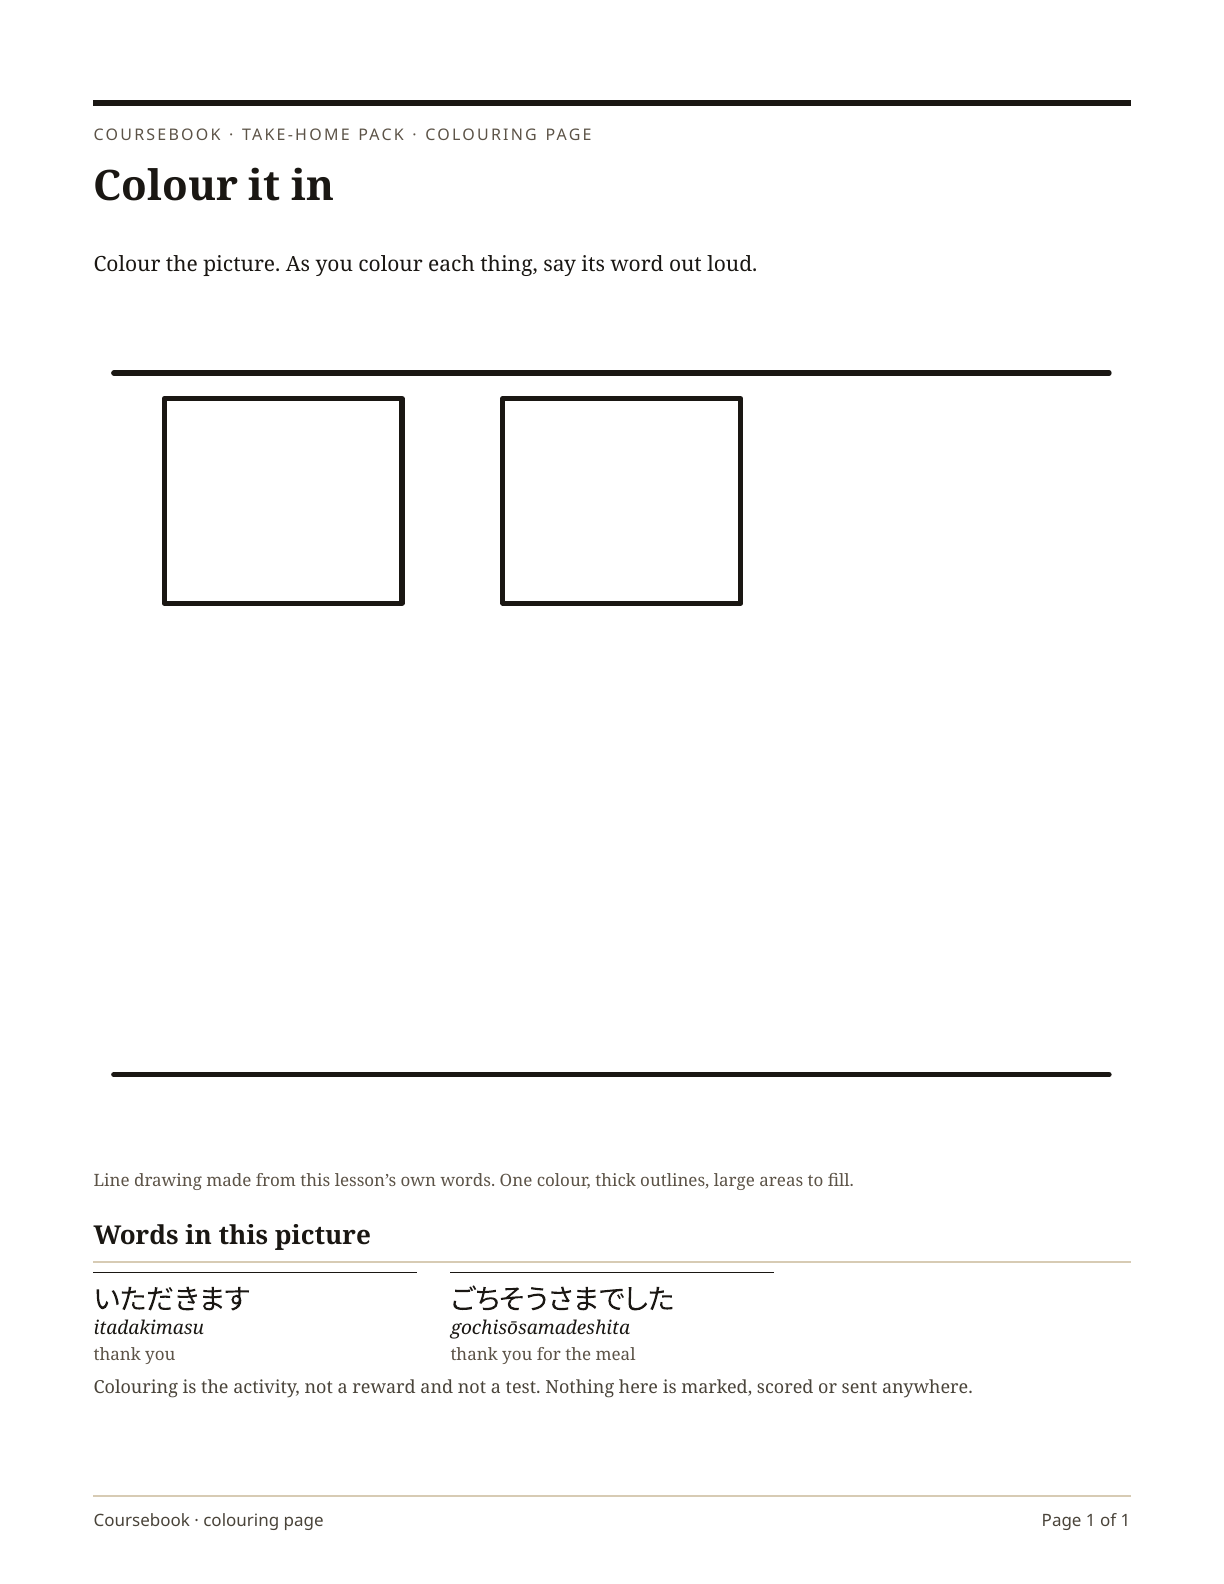 COURSEBOOK · TAKE-HOME PACK · COLOURING PAGE
Colour it in
Colour the picture. As you colour each thing, say its word out loud.
Line drawing made from this lesson’s own words. One colour, thick outlines, large areas to fill.
Words in this picture
いただきます
itadakimasu
thank you
ごちそうさまでした
gochisōsamadeshita
thank you for the meal
Colouring is the activity, not a reward and not a test. Nothing here is marked, scored or sent anywhere.
Coursebook · colouring page
Page 1 of 1